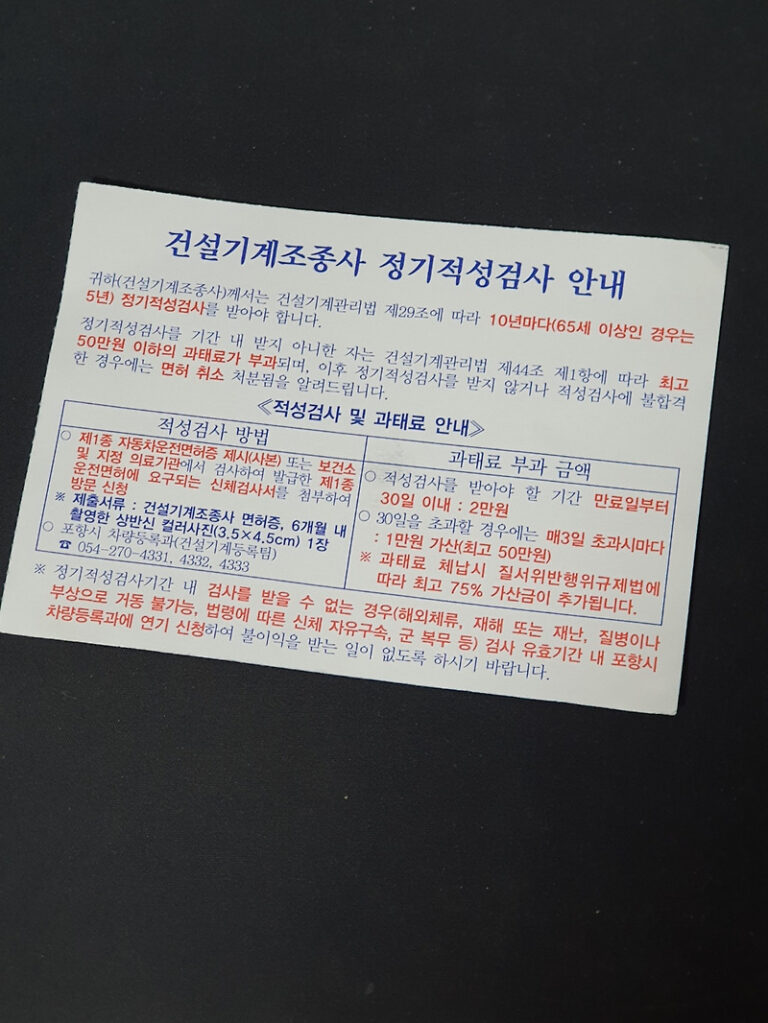 건설기계조종사 정기적성검사 안내
귀하(건설기계조종사)께서는 건설기계관리법 제29조에 따라 10년마다(65세 이상인 경우는
5년) 정기적성검사를 받아야 합니다.
정기적성검사를 기간 내 받지 아니한 자는 건설기계관리법 제44조 제1항에 따라 최고
50만원 이하의 과태료가 부과되며, 이후 정기적성검사를 받지 않거나 적성검사에 불합격
한 경우에는 면허 취소 처분됨을 알려드립니다.
≪적성검사 및 과태료 안내≫
적성검사 방법
○ 제1종 자동차운전면허증 제시(사본) 또는 보건소
및 지정 의료기관에서 검사하여 발급한 제1종
운전면허에 요구되는 신체검사서를 첨부하여
방문 신청
※ 제출서류 : 건설기계조종사 면허증, 6개월 내
촬영한 상반신 컬러사진(3.5×4.5cm) 1장
○ 포항시 차량등록과(건설기계등록팀)
☎ 054-270-4331, 4332, 4333
과태료 부과 금액
○ 적성검사를 받아야 할 기간 만료일부터
30일 이내 : 2만원
○ 30일을 초과할 경우에는 매3일 초과시마다
: 1만원 가산(최고 50만원)
※ 과태료 체납시 질서위반행위규제법에
따라 최고 75% 가산금이 추가됩니다.
※ 정기적성검사기간 내 검사를 받을 수 없는 경우(해외체류, 재해 또는 재난, 질병이나
부상으로 거동 불가능, 법령에 따른 신체 자유구속, 군 복무 등) 검사 유효기간 내 포항시
차량등록과에 연기 신청하여 불이익을 받는 일이 없도록 하시기 바랍니다.